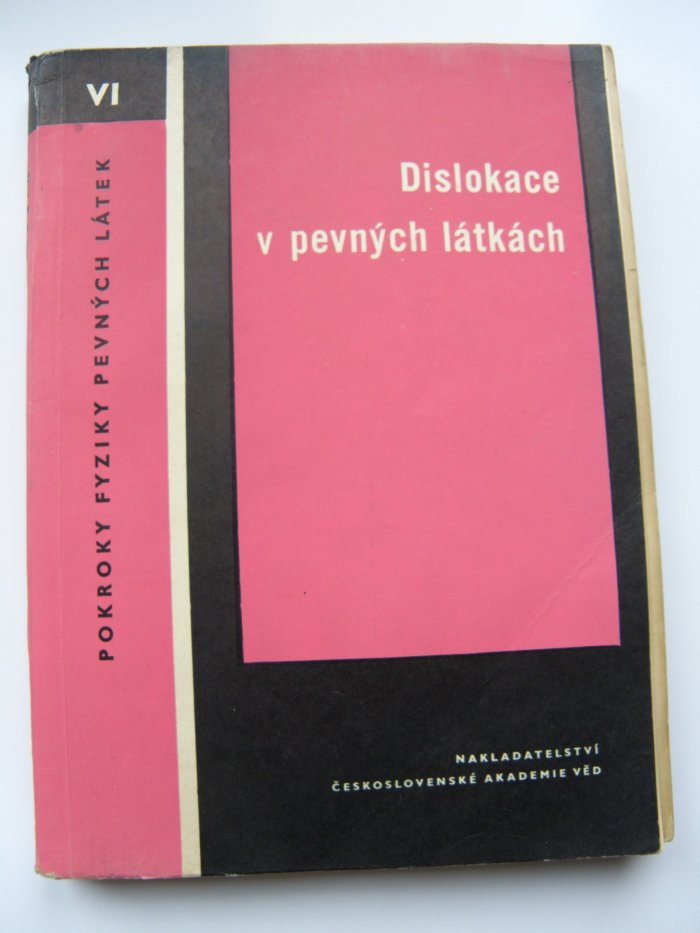 VI
POKROKY FYZIKY PEVNÝCH LÁTEK
Dislokace
v pevných látkách
NAKLADATELSTVÍ
ČESKOSLOVENSKÉ AKADEMIE VĚD